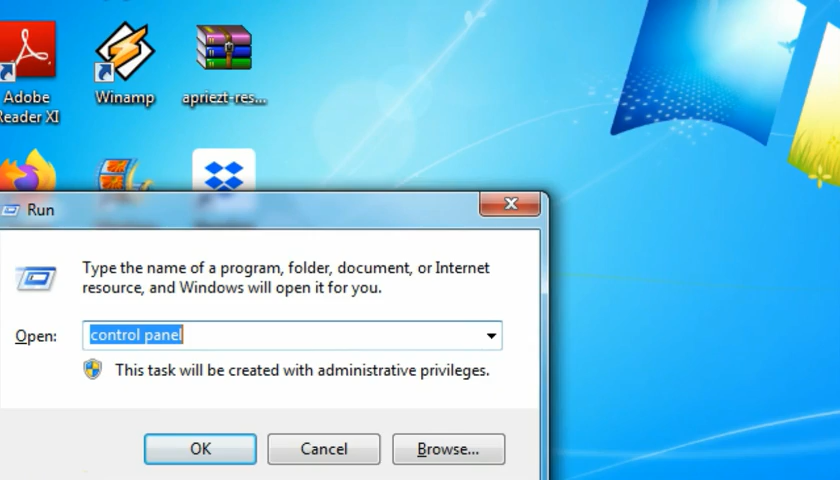 Adobe
Reader XI
Winamp
apriezt-res...
Run
Type the name of a program, folder, document, or Internet
resource, and Windows will open it for you.
Open:
control panel
This task will be created with administrative privileges.
OK
Cancel
Browse...